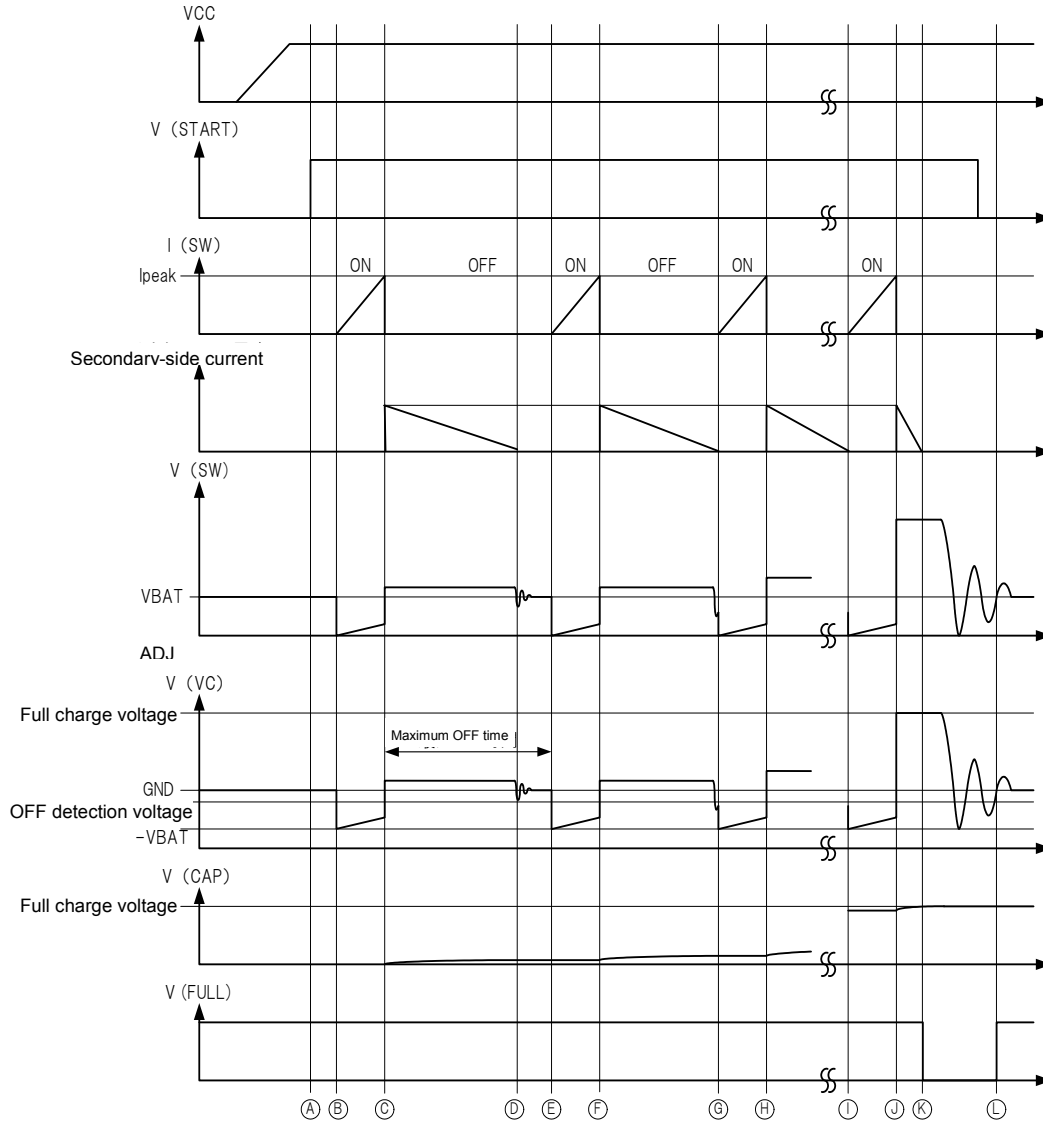 VCC
V (START)
I (SW)
Ipeak
ON OFF ON OFF ON ON
Secondary-side current
V (SW)
VBAT
ADJ
V (VC)
Full charge voltage
Maximum OFF time
GND
OFF detection voltage
-VBAT
V (CAP)
Full charge voltage
V (FULL)
Ⓐ Ⓑ Ⓒ Ⓓ Ⓔ Ⓕ Ⓖ Ⓗ Ⓘ Ⓙ Ⓚ Ⓛ